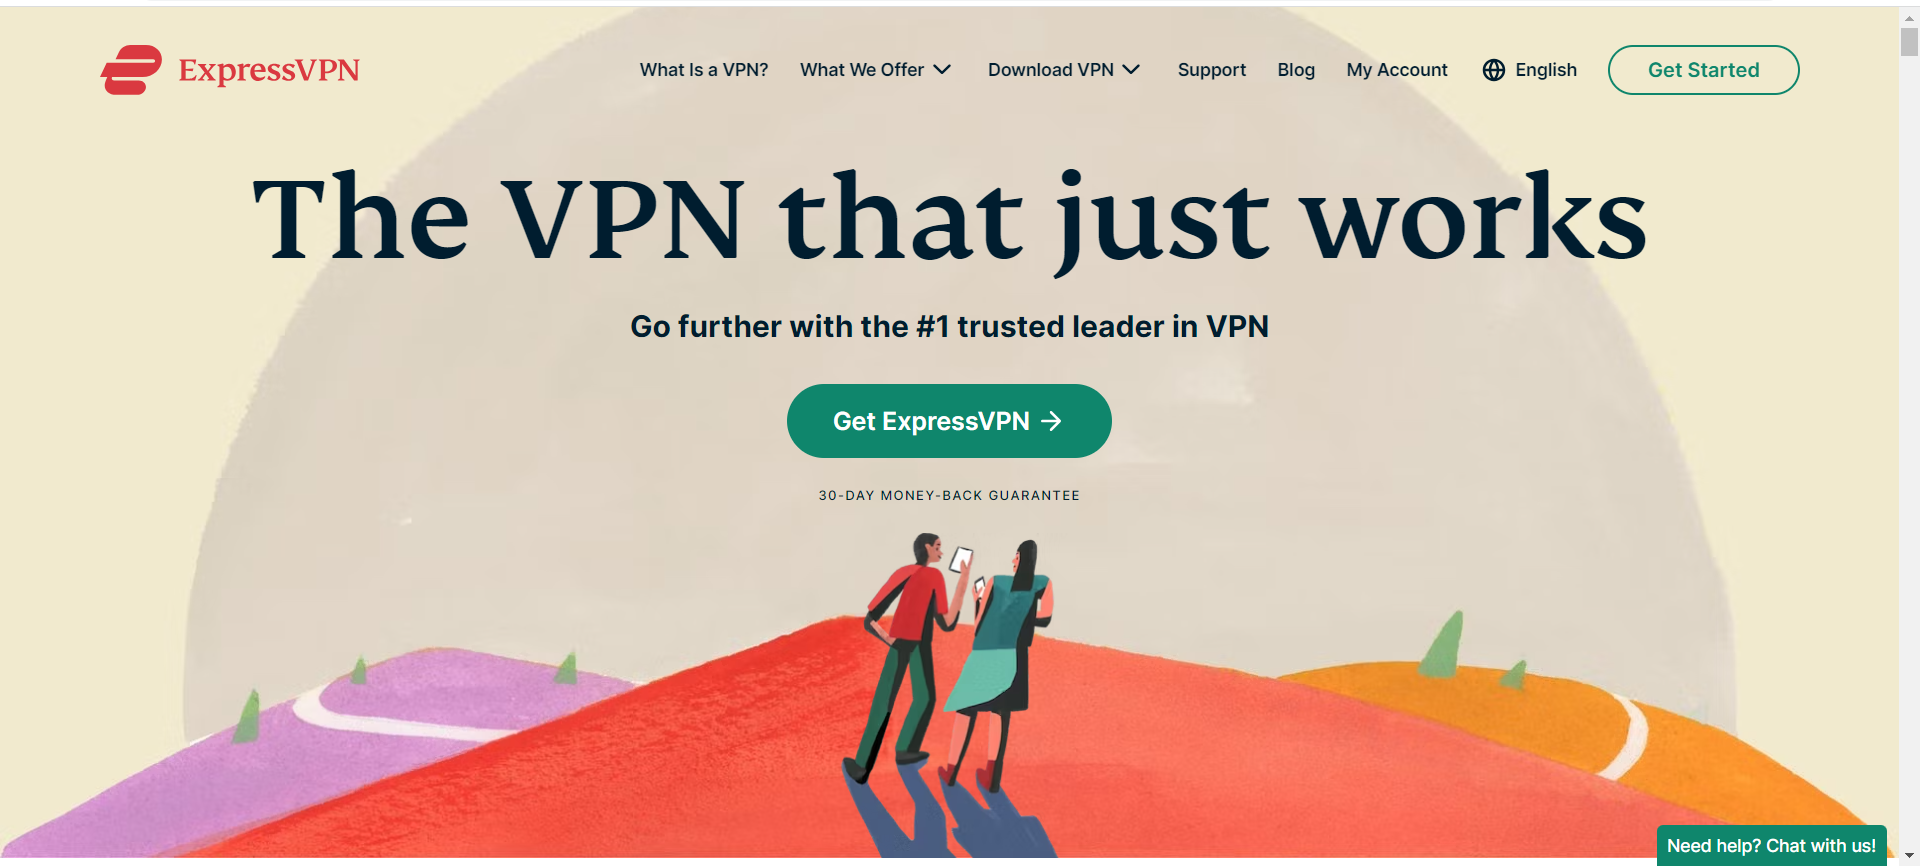 ExpressVPN
What Is a VPN? What We Offer Download VPN Support Blog My Account English Get Started
The VPN that just works
Go further with the #1 trusted leader in VPN
Get ExpressVPN →
30-DAY MONEY-BACK GUARANTEE
Need help? Chat with us!